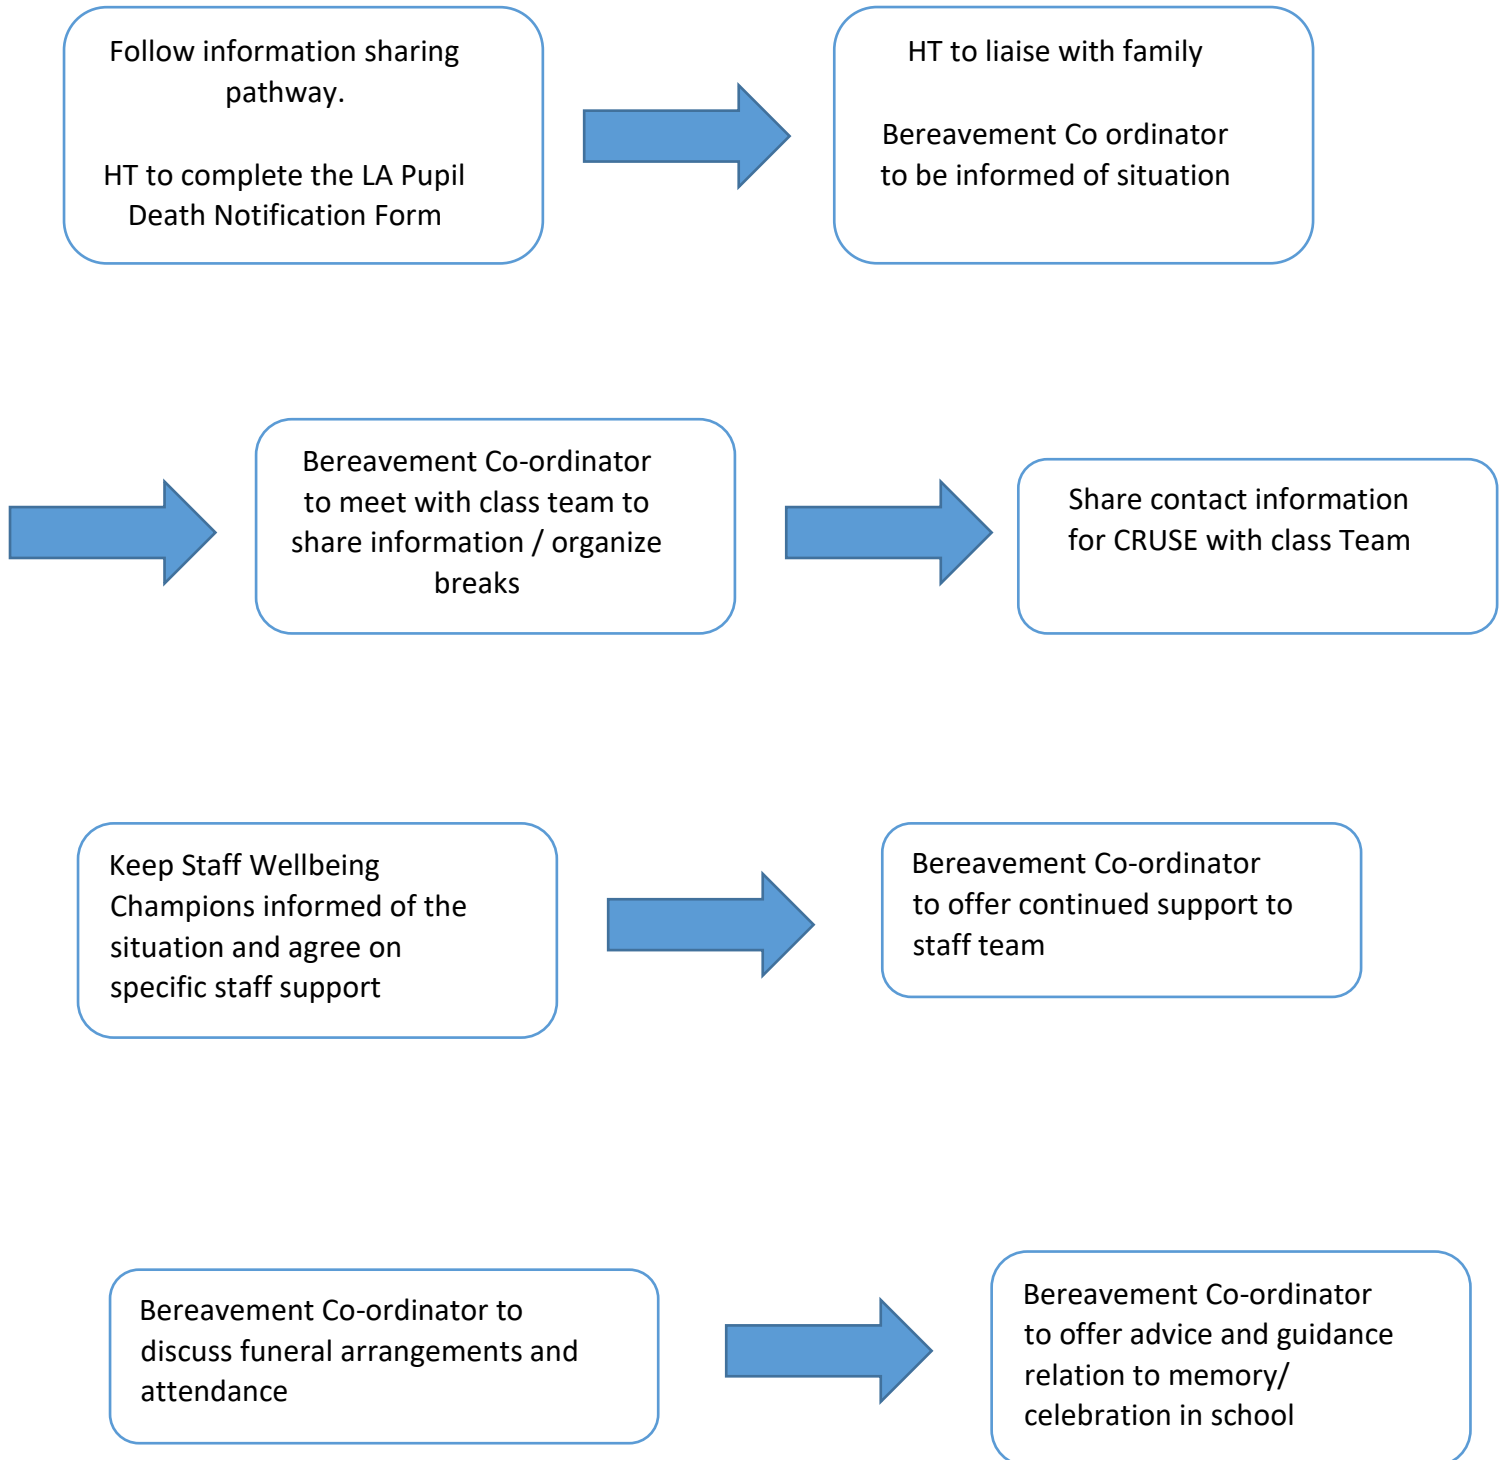 Follow information sharing
pathway.
HT to complete the LA Pupil
Death Notification Form
HT to liaise with family
Bereavement Co ordinator
to be informed of situation
Bereavement Co-ordinator
to meet with class team to
share information / organize
breaks
Share contact information
for CRUSE with class Team
Keep Staff Wellbeing
Champions informed of the
situation and agree on
specific staff support
Bereavement Co-ordinator
to offer continued support to
staff team
Bereavement Co-ordinator to
discuss funeral arrangements and
attendance
Bereavement Co-ordinator
to offer advice and guidance
relation to memory/
celebration in school